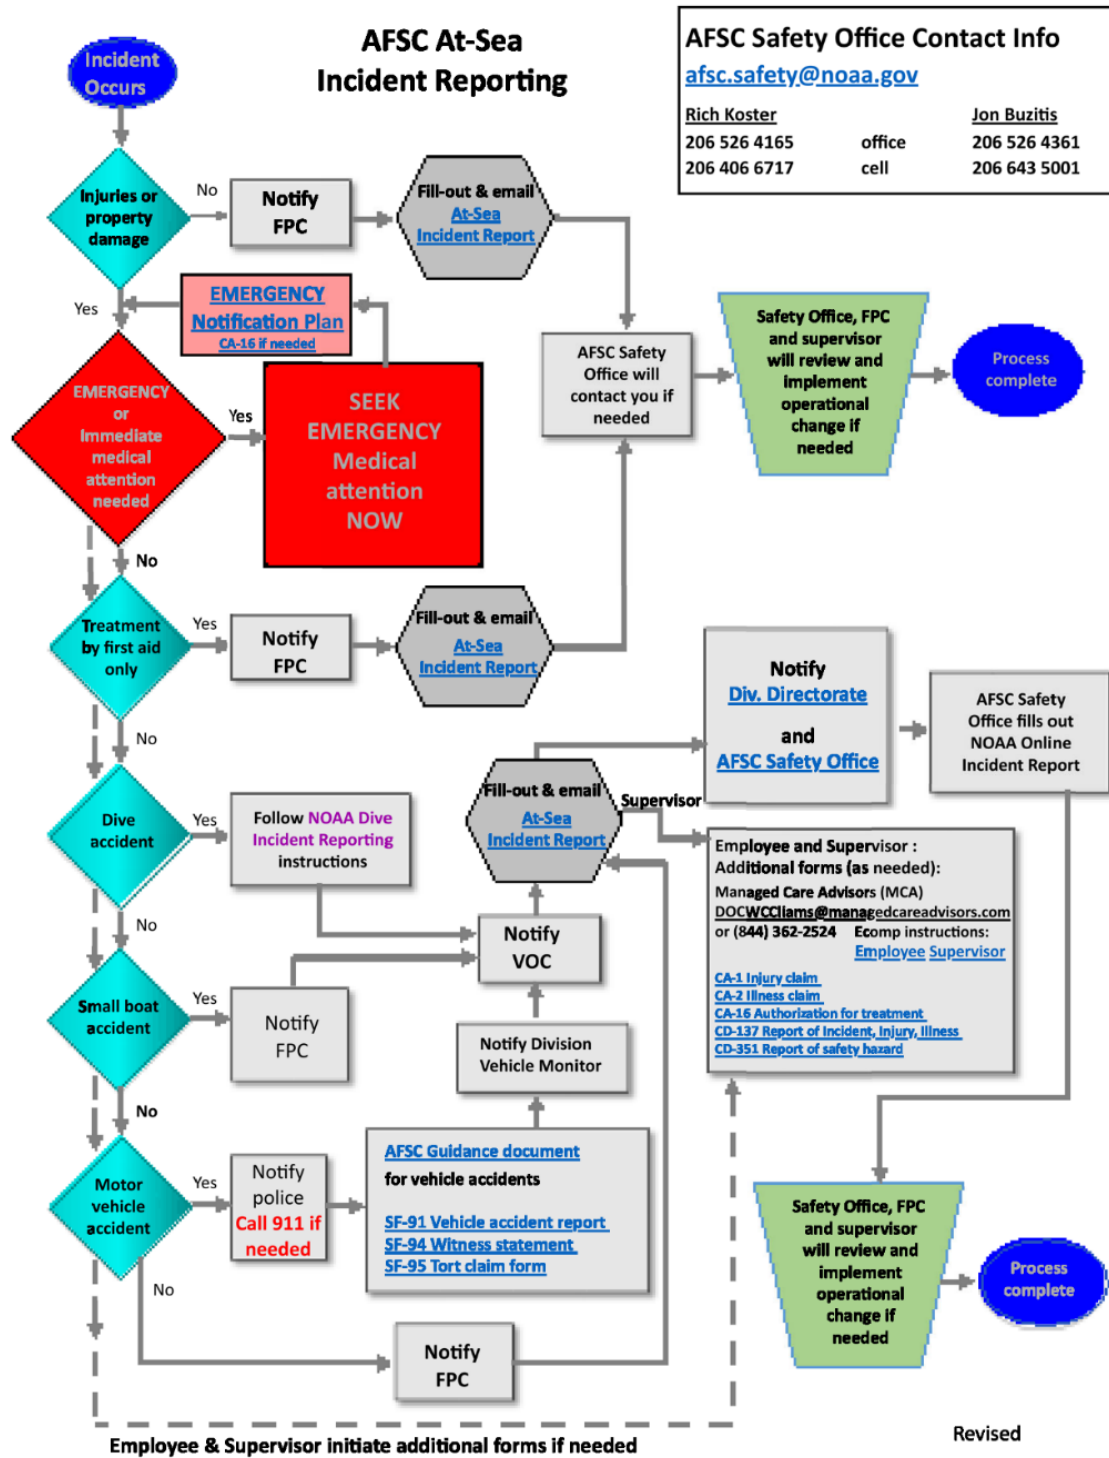 AFSC At-Sea
Incident Reporting
AFSC Safety Office Contact Info
afsc.safety@noaa.gov
Rich Koster Jon Buzitis
206 526 4165 office 206 526 4361
206 406 6717 cell 206 643 5001
Incident
Occurs
Injuries or
property
damage
No
Notify
FPC
Fill-out & email
At-Sea
Incident Report
Yes
EMERGENCY
Notification Plan
CA-16 if needed
EMERGENCY
or
Immediate
medical
attention
needed
Yes
SEEK
EMERGENCY
Medical
attention
NOW
AFSC Safety
Office will
contact you if
needed
Safety Office, FPC
and supervisor
will review and
implement
operational
change if
needed
Process
complete
No
Treatment
by first aid
only
Yes
Notify
FPC
Fill-out & email
At-Sea
Incident Report
No
Dive
accident
Yes
Follow NOAA Dive
Incident Reporting
instructions
Fill-out & email
At-Sea
Incident Report
Supervisor
Notify
Div. Directorate
and
AFSC Safety Office
AFSC Safety
Office fills out
NOAA Online
Incident Report
Employee and Supervisor :
Additional forms (as needed):
Managed Care Advisors (MCA)
DOCWCCliams@managedcareadvisors.com
or (844) 362-2524 Ecomp instructions:
Employee Supervisor
CA-1 Injury claim
CA-2 Illness claim
CA-16 Authorization for treatment
CD-137 Report of Incident, Injury, Illness
CD-351 Report of safety hazard
No
Notify
VOC
Small boat
accident
Yes
Notify
FPC
Notify Division
Vehicle Monitor
No
Motor
vehicle
accident
Yes
Notify
police
Call 911 if
needed
AFSC Guidance document
for vehicle accidents
SF-91 Vehicle accident report
SF-94 Witness statement
SF-95 Tort claim form
No
Notify
FPC
Safety Office, FPC
and supervisor
will review and
implement
operational
change if
needed
Process
complete
Employee & Supervisor initiate additional forms if needed
Revised